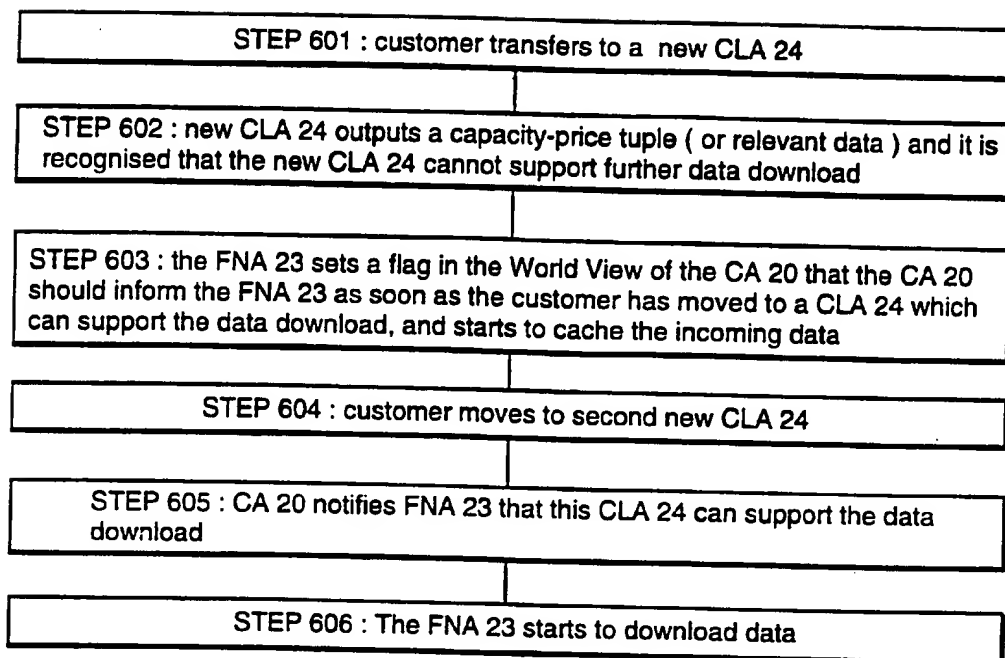 STEP 601 : customer transfers to a new CLA 24
STEP 602 : new CLA 24 outputs a capacity-price tuple ( or relevant data ) and it is
recognised that the new CLA 24 cannot support further data download
STEP 603 : the FNA 23 sets a flag in the World View of the CA 20 that the CA 20
should inform the FNA 23 as soon as the customer has moved to a CLA 24 which
can support the data download, and starts to cache the incoming data
STEP 604 : customer moves to second new CLA 24
STEP 605 : CA 20 notifies FNA 23 that this CLA 24 can support the data
download
STEP 606 : The FNA 23 starts to download data